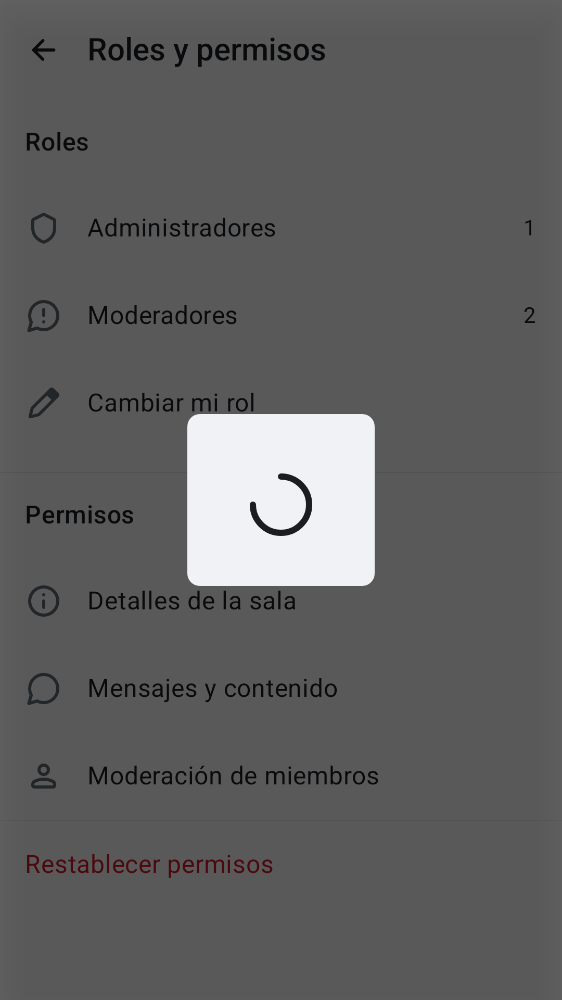 Roles y permisos
Roles
Administradores 1
Moderadores 2
Cambiar mi rol
Permisos
Detalles de la sala
Mensajes y contenido
Moderación de miembros
Restablecer permisos